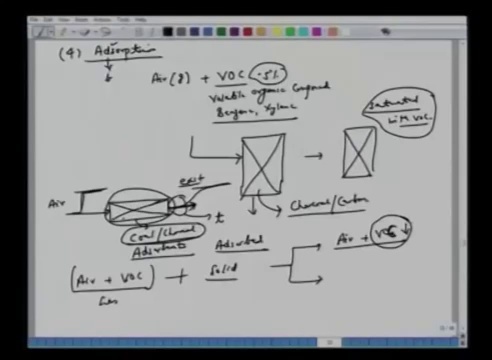 (4) Adsorption
Air (g) + VOC (.5%)
Volatile organic Compound
Benzene, Xylene
Saturated
with VOC.
exit
Air
t
Charcoal/Carbon
Coal/Charcoal
Adsorbents
Adsorbed
(Air + VOC) + Solid
Air + VOC ↓
Gas